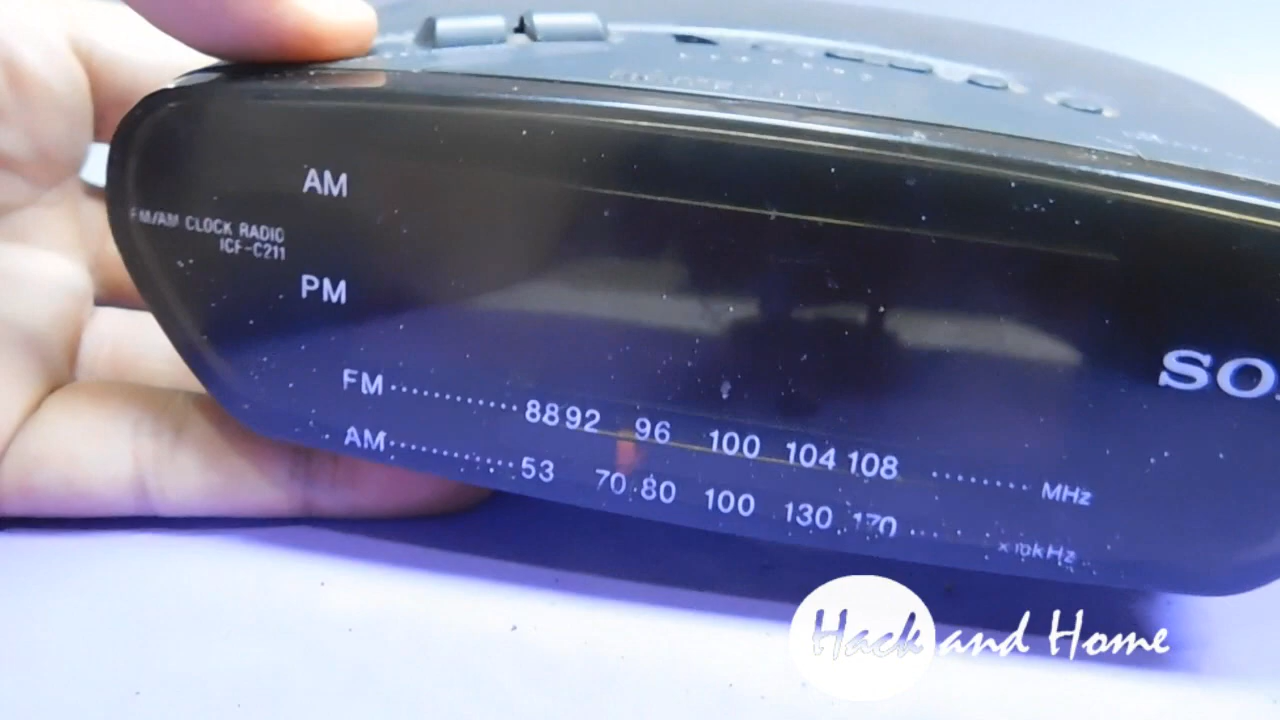 AM
FM/AM CLOCK RADIO
ICF-C211
PM
SO
FM 88 92 96 100 104 108 MHz
AM 53 70 80 100 130 170 x10kHz
Hack and Home